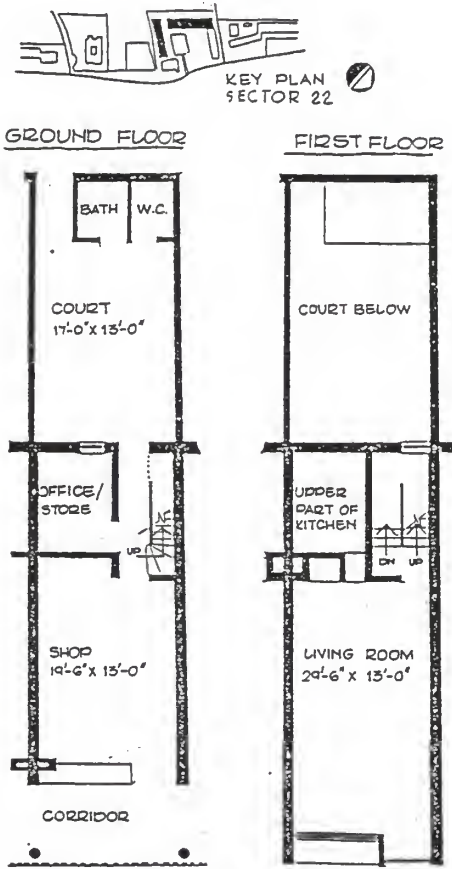 KEY PLAN
SECTOR 22
GROUND FLOOR
BATH
W.C.
COURT
17'-0" X 13'-0"
OFFICE/
STORE
UP
SHOP
19'-6" X 13'-0"
CORRIDOR
FIRST FLOOR
COURT BELOW
UPPER
PART OF
KITCHEN
DN
UP
LIVING ROOM
29'-6" X 13'-0"